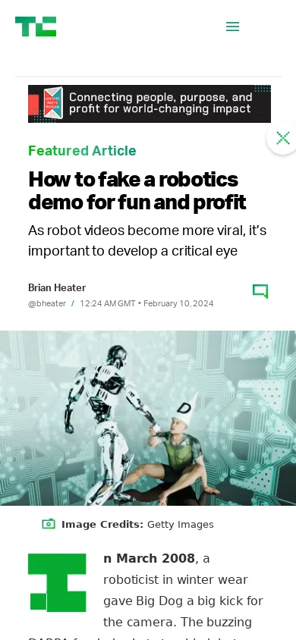 TC
Connecting people, purpose, and
profit for world-changing impact
Featured Article
How to fake a robotics
demo for fun and profit
As robot videos become more viral, it's
important to develop a critical eye
Brian Heater
@bheater / 12:24 AM GMT • February 10, 2024
D
Image Credits: Getty Images
In March 2008, a
roboticist in winter wear
gave Big Dog a big kick for
the camera. The buzzing